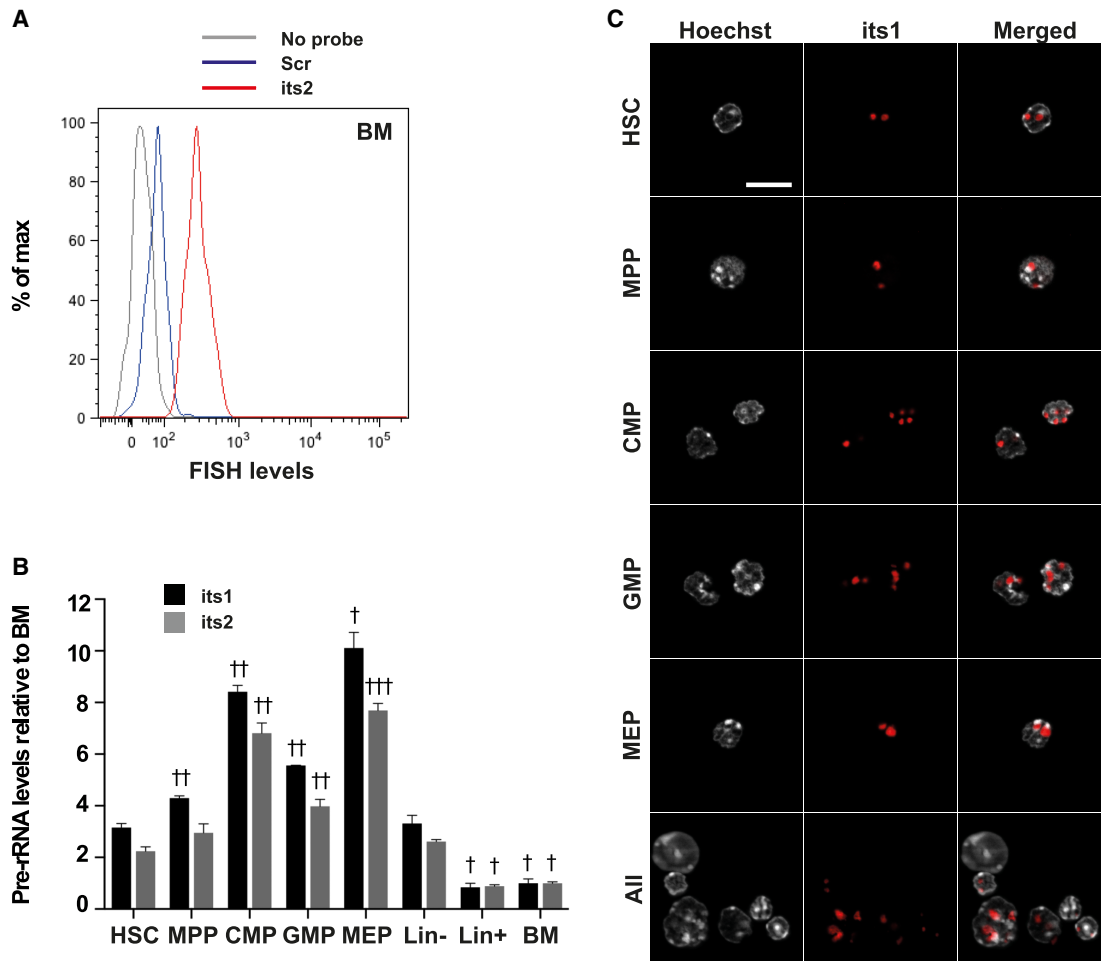 A
No probe
Scr
its2
BM
100
80
60
40
20
0
% of max
0 10² 10³ 10⁴ 10⁵
FISH levels
B
its1
its2
12
10
8
6
4
2
0
Pre-rRNA levels relative to BM
††
††
††
††
††
†
†††
† †
† †
HSC MPP CMP GMP MEP Lin- Lin+ BM
C
Hoechst its1 Merged
HSC
MPP
CMP
GMP
MEP
All